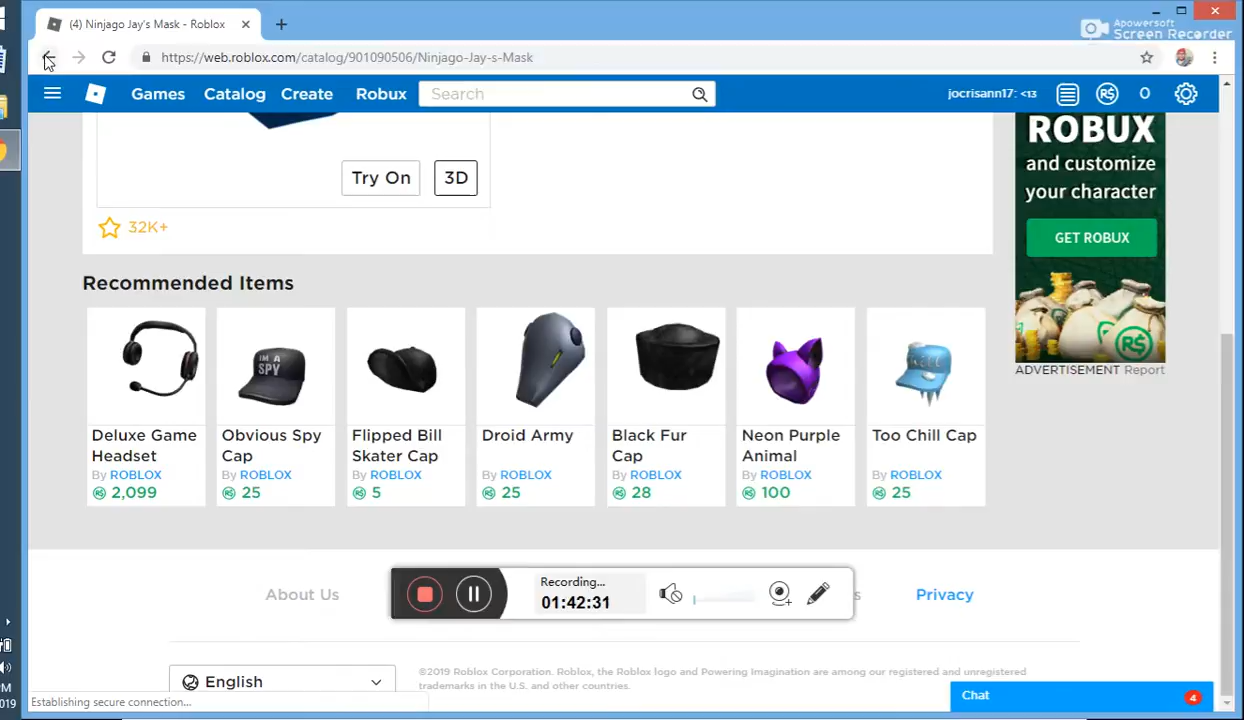 (4) Ninjago Jay's Mask - Roblox
Apowersoft
Screen Recorder
https://web.roblox.com/catalog/901090506/Ninjago-Jay-s-Mask
Games Catalog Create Robux Search jocrisann17: <13 0
ROBUX
and customize
your character
GET ROBUX
ADVERTISEMENT Report
Try On 3D
32K+
Recommended Items
Deluxe Game Headset
By ROBLOX
2,099
Obvious Spy Cap
By ROBLOX
25
Flipped Bill Skater Cap
By ROBLOX
5
Droid Army
By ROBLOX
25
Black Fur Cap
By ROBLOX
28
Neon Purple Animal
By ROBLOX
100
Too Chill Cap
By ROBLOX
25
Recording...
01:42:31
About Us
Privacy
English
©2019 Roblox Corporation. Roblox, the Roblox logo and Powering Imagination are among our registered and unregistered
trademarks in the U.S. and other countries.
Establishing secure connection...
Chat 4